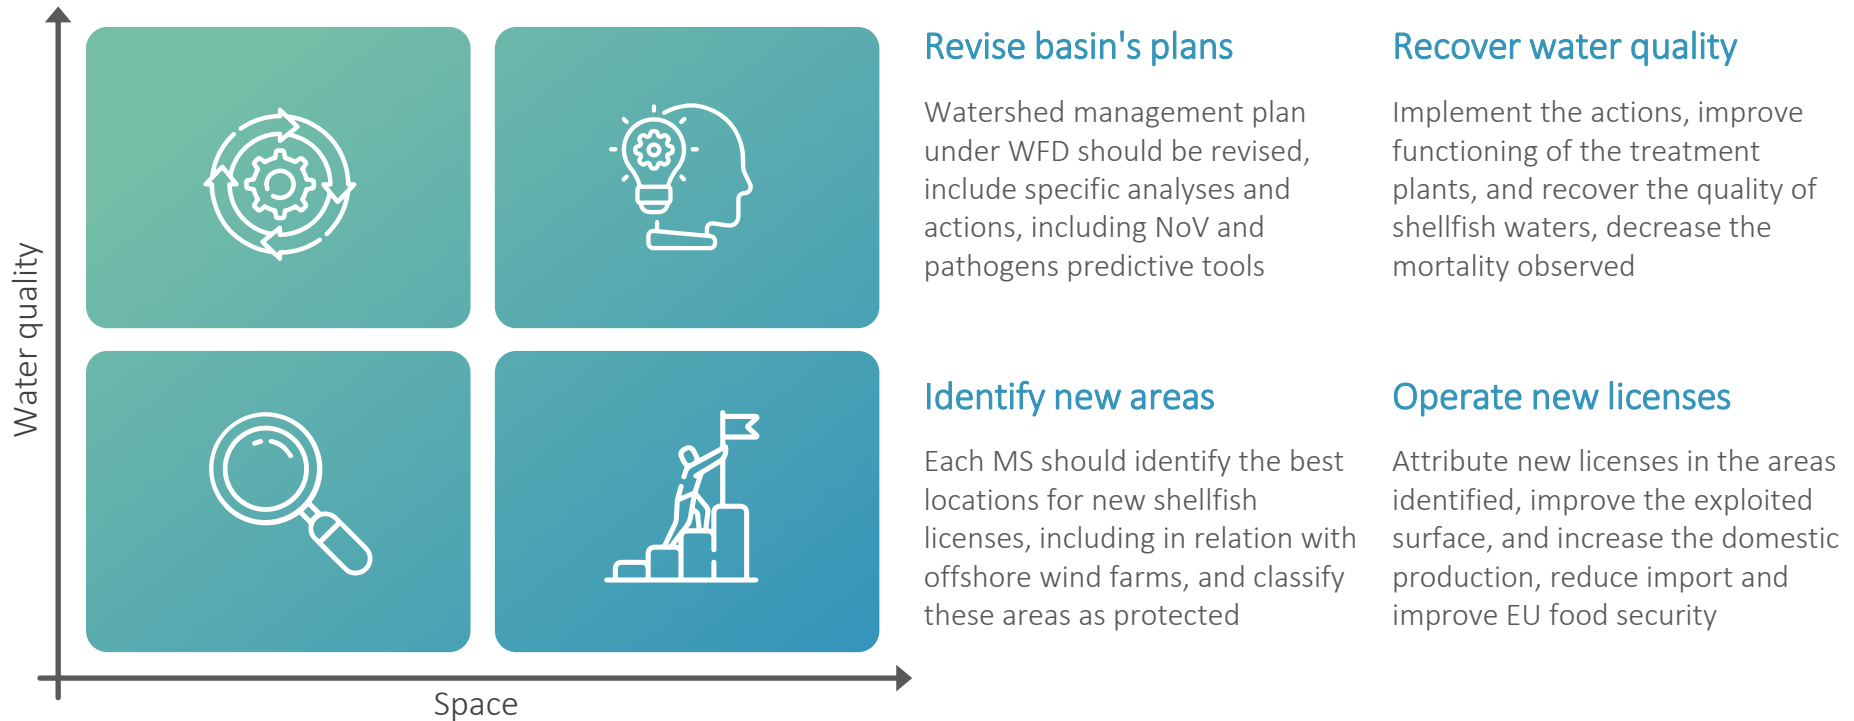 Water quality
Space
Revise basin's plans
Watershed management plan
under WFD should be revised,
include specific analyses and
actions, including NoV and
pathogens predictive tools
Recover water quality
Implement the actions, improve
functioning of the treatment
plants, and recover the quality of
shellfish waters, decrease the
mortality observed
Identify new areas
Each MS should identify the best
locations for new shellfish
licenses, including in relation with
offshore wind farms, and classify
these areas as protected
Operate new licenses
Attribute new licenses in the areas
identified, improve the exploited
surface, and increase the domestic
production, reduce import and
improve EU food security